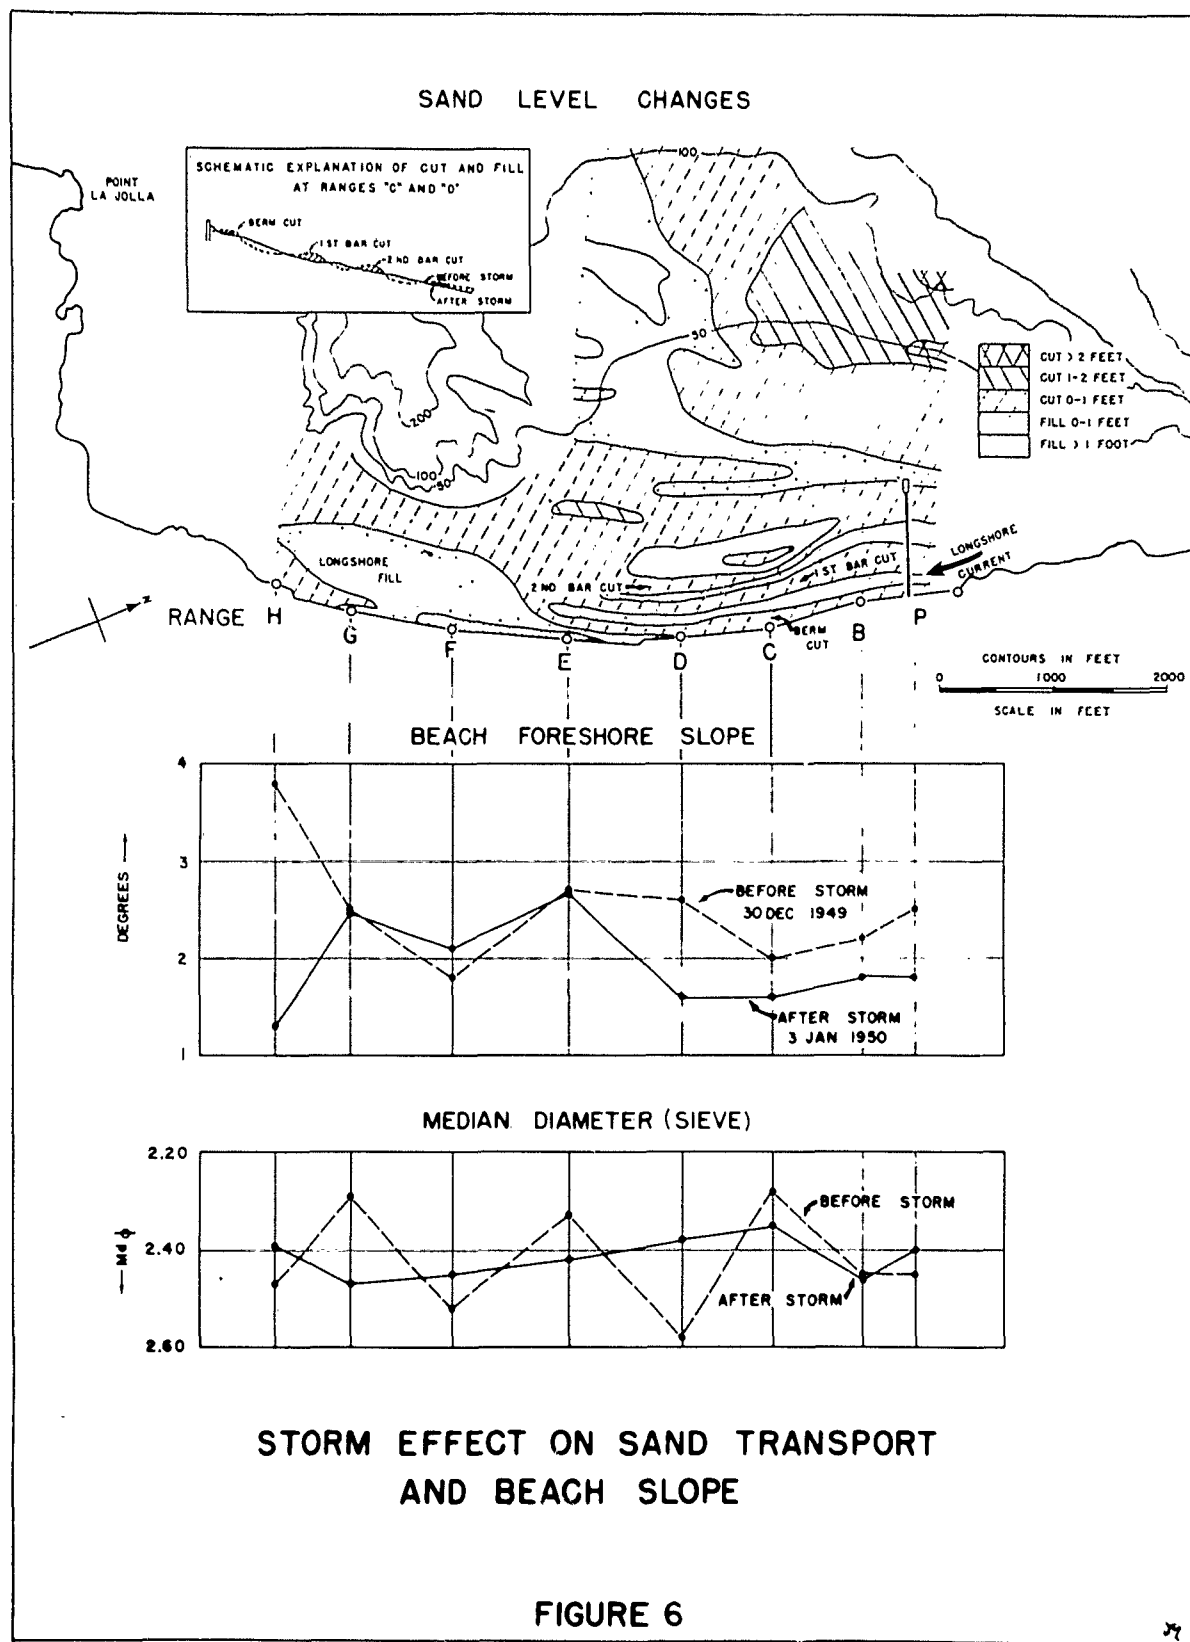 SAND LEVEL CHANGES
SCHEMATIC EXPLANATION OF CUT AND FILL
AT RANGES "C" AND "D"
BERM CUT
1 ST BAR CUT
2 ND BAR CUT
BEFORE STORM
AFTER STORM
POINT
LA JOLLA
100
50
200
100
50
CUT > 2 FEET
CUT 1-2 FEET
CUT 0-1 FEET
FILL 0-1 FEET
FILL > 1 FOOT
LONGSHORE
FILL
2 ND BAR CUT
1 ST BAR CUT
LONGSHORE
CURRENT
BERM
CUT
N
RANGE H G F E D C B P
CONTOURS IN FEET
0 1000 2000
SCALE IN FEET
BEACH FORESHORE SLOPE
4
3
2
1
DEGREES
BEFORE STORM
30 DEC 1949
AFTER STORM
3 JAN 1950
MEDIAN DIAMETER (SIEVE)
2.20
2.40
2.60
Md ϕ
BEFORE STORM
AFTER STORM
STORM EFFECT ON SAND TRANSPORT
AND BEACH SLOPE
FIGURE 6